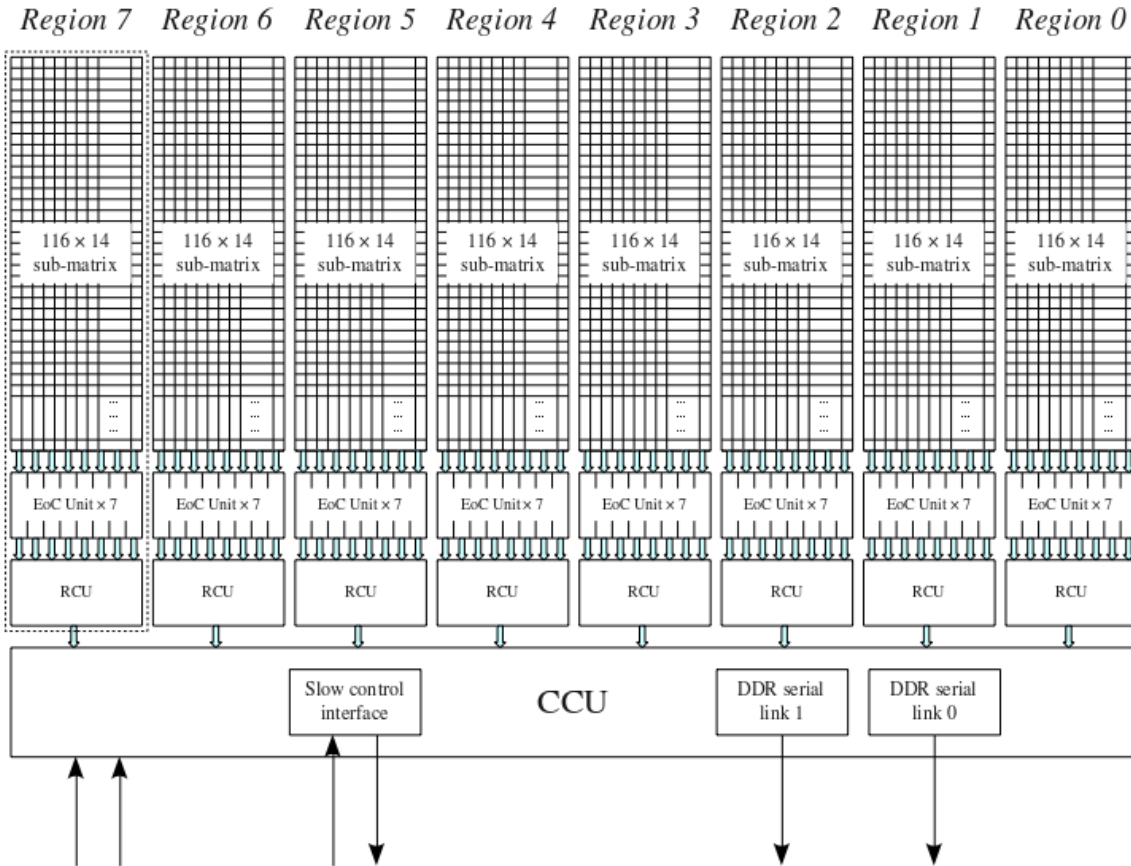 Region 7 Region 6 Region 5 Region 4 Region 3 Region 2 Region 1 Region 0
116 × 14 116 × 14 116 × 14 116 × 14 116 × 14 116 × 14 116 × 14 116 × 14
sub-matrix sub-matrix sub-matrix sub-matrix sub-matrix sub-matrix sub-matrix sub-matrix
... ... ... ... ... ... ... ...
... ... ... ... ... ... ... ...
... ... ... ... ... ... ... ...
EoC Unit × 7 EoC Unit × 7 EoC Unit × 7 EoC Unit × 7 EoC Unit × 7 EoC Unit × 7 EoC Unit × 7 EoC Unit × 7
RCU RCU RCU RCU RCU RCU RCU RCU
Slow control
interface
CCU
DDR serial
link 1
DDR serial
link 0